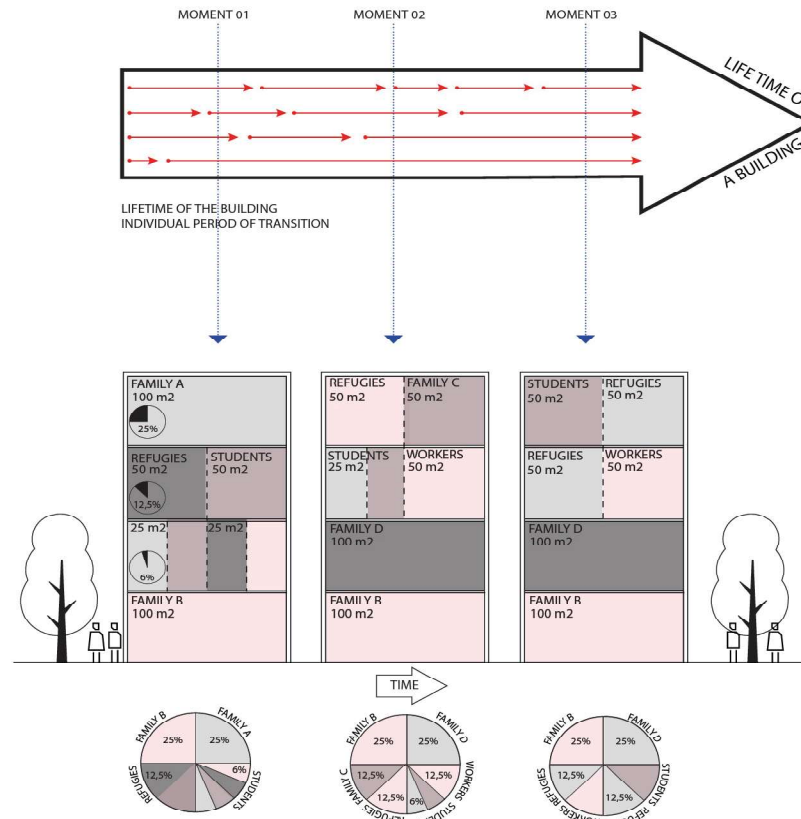 MOMENT 01
MOMENT 02
MOMENT 03
LIFE TIME O
A BUILDING
LIFETIME OF THE BUILDING
INDIVIDUAL PERIOD OF TRANSITION
FAMILY A
100 m2
25%
REFUGIES
50 m2
STUDENTS
50 m2
12,5%
25 m2
25 m2
6%
FAMILY B
100 m2
REFUGIES
50 m2
FAMILY C
50 m2
STUDENTS
25 m2
WORKERS
50 m2
FAMILY D
100 m2
FAMILY B
100 m2
STUDENTS
50 m2
REFUGIES
50 m2
REFUGIES
50 m2
WORKERS
50 m2
FAMILY D
100 m2
FAMILY B
100 m2
TIME
FAMILY B
FAMILY A
25%
25%
12,5%
6%
REFUGIES
STUDENTS
FAMILY B
FAMILY D
25%
25%
12,5%
12,5%
12,5%
6%
FAMILY C
REFUGIES
WORKERS
FAMILY B
FAMILY D
25%
25%
12,5%
12,5%
REFUGIES
STUDENTS